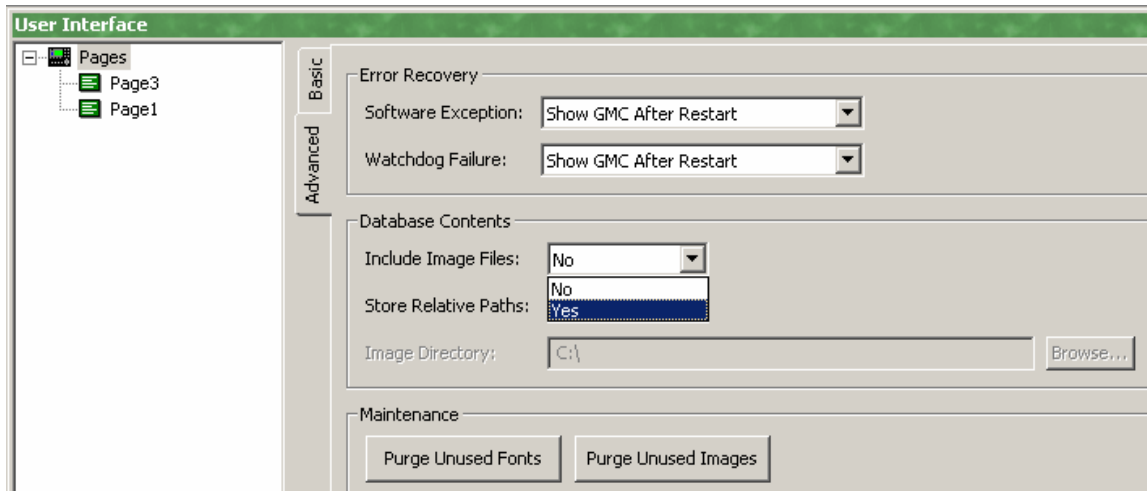 User Interface
Pages
Page3
Page1
Basic
Advanced
Error Recovery
Software Exception: Show GMC After Restart
Watchdog Failure: Show GMC After Restart
Database Contents
Include Image Files: No
No
Store Relative Paths: Yes
Image Directory: C:\ Browse...
Maintenance
Purge Unused Fonts Purge Unused Images